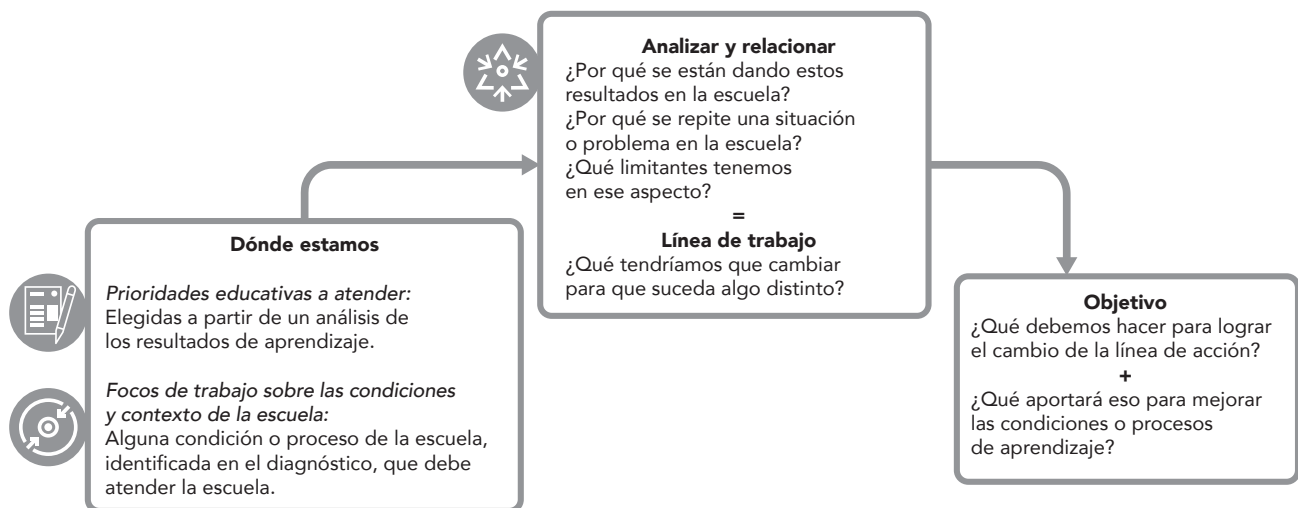 Dónde estamos
Prioridades educativas a atender:
Elegidas a partir de un análisis de
los resultados de aprendizaje.
Focos de trabajo sobre las condiciones
y contexto de la escuela:
Alguna condición o proceso de la escuela,
identificada en el diagnóstico, que debe
atender la escuela.
Analizar y relacionar
¿Por qué se están dando estos
resultados en la escuela?
¿Por qué se repite una situación
o problema en la escuela?
¿Qué limitantes tenemos
en ese aspecto?
=
Línea de trabajo
¿Qué tendríamos que cambiar
para que suceda algo distinto?
Objetivo
¿Qué debemos hacer para lograr
el cambio de la línea de acción?
+
¿Qué aportará eso para mejorar
las condiciones o procesos
de aprendizaje?